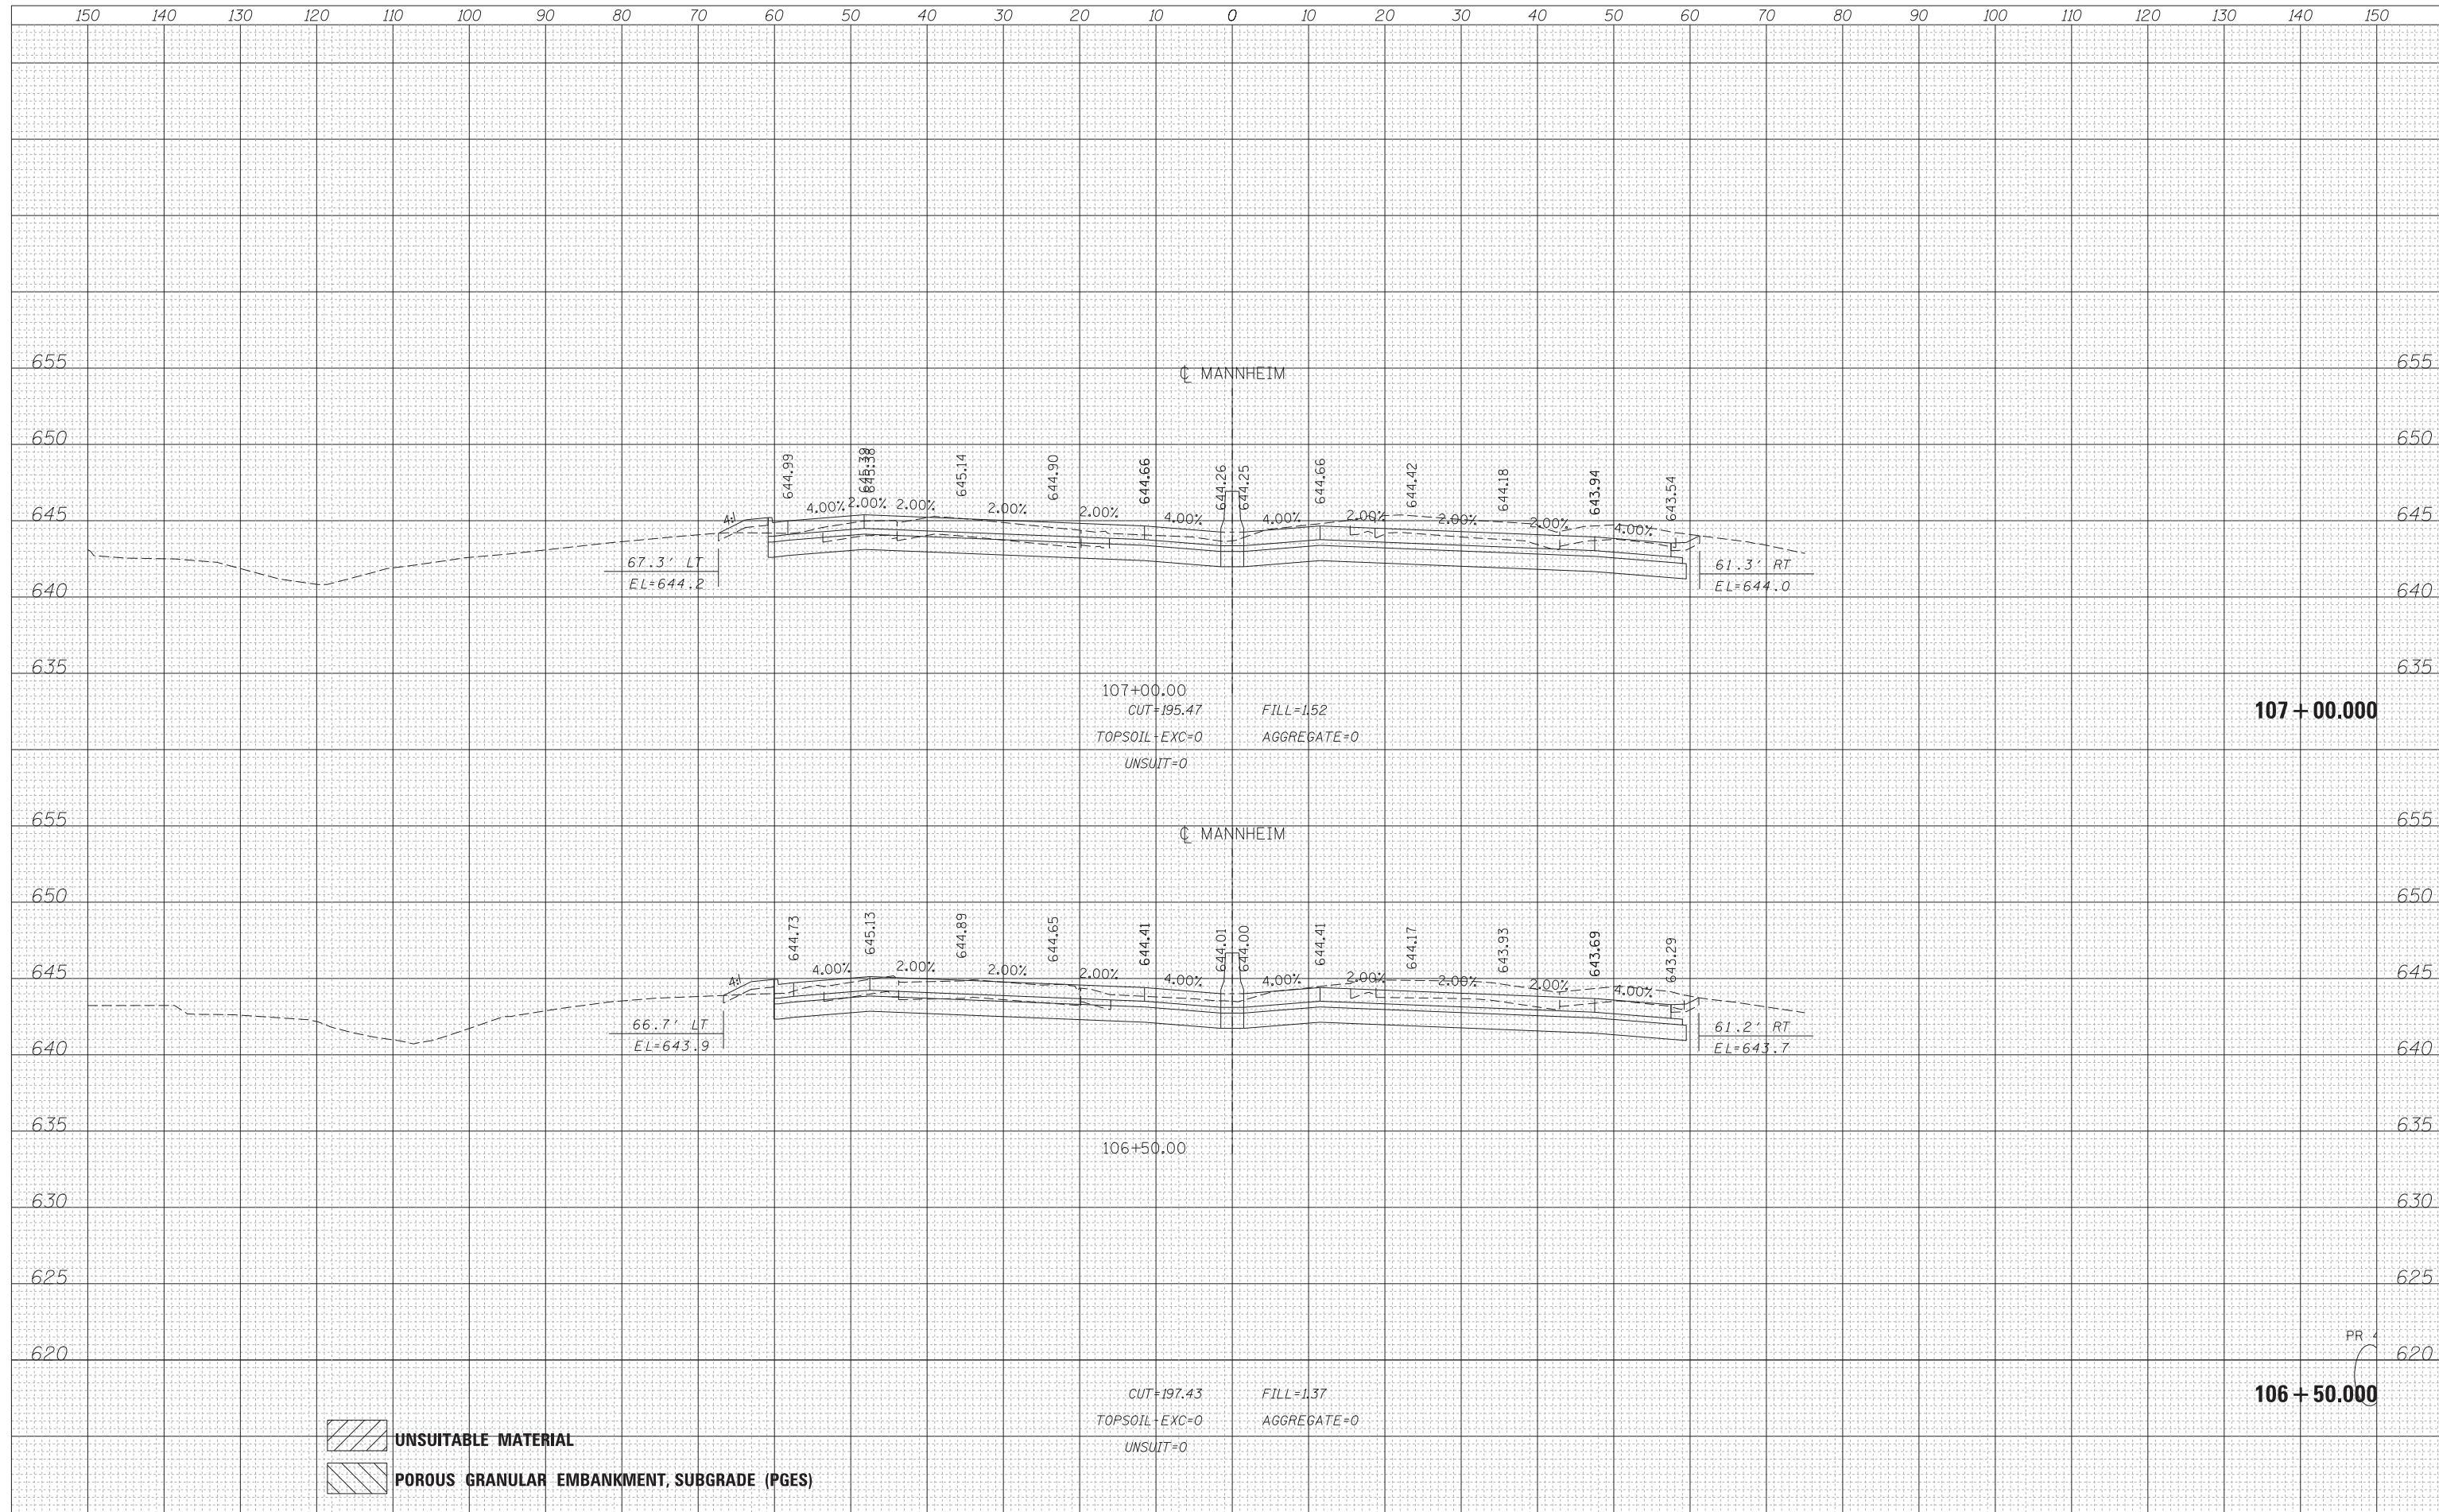 150 140 130 120 110 100 90 80 70 60 50 40 30 20 10 0 10 20 30 40 50 60 70 80 90 100 110 120 130 140 150
655 655
℄ MANNHEIM
650 650
644.99 645.39 645.38 645.14 644.90 644.66 644.26 644.25 644.66 644.42 644.18 643.94 643.54
4:1 4.00% 2.00% 2.00% 2.00% 2.00% 4.00% 4.00% 2.00% 2.00% 2.00% 4.00%
645 645
67.3' LT 61.3' RT
EL=644.2 EL=644.0
640 640
635 635
107+00.00
CUT=195.47 FILL=1.52 107+00.000
TOPSOIL-EXC=0 AGGREGATE=0
UNSUIT=0
655 655
℄ MANNHEIM
650 650
644.73 645.13 644.89 644.65 644.41 644.01 644.00 644.41 644.17 643.93 643.69 643.29
4:1 4.00% 2.00% 2.00% 2.00% 4.00% 4.00% 2.00% 2.00% 2.00% 4.00%
645 645
66.7' LT 61.2' RT
EL=643.9 EL=643.7
640 640
635 635
106+50.00
630 630
625 625
PR
620 620
CUT=197.43 FILL=1.37 106+50.000
TOPSOIL-EXC=0 AGGREGATE=0
UNSUIT=0
UNSUITABLE MATERIAL
POROUS GRANULAR EMBANKMENT, SUBGRADE (PGES)